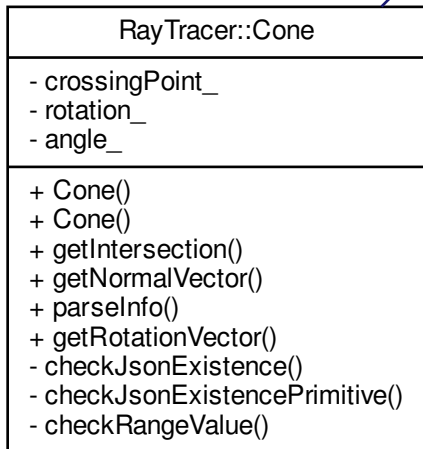 RayTracer::Cone
- crossingPoint_
- rotation_
- angle_
+ Cone()
+ Cone()
+ getIntersection()
+ getNormalVector()
+ parseInfo()
+ getRotationVector()
- checkJsonExistence()
- checkJsonExistencePrimitive()
- checkRangeValue()